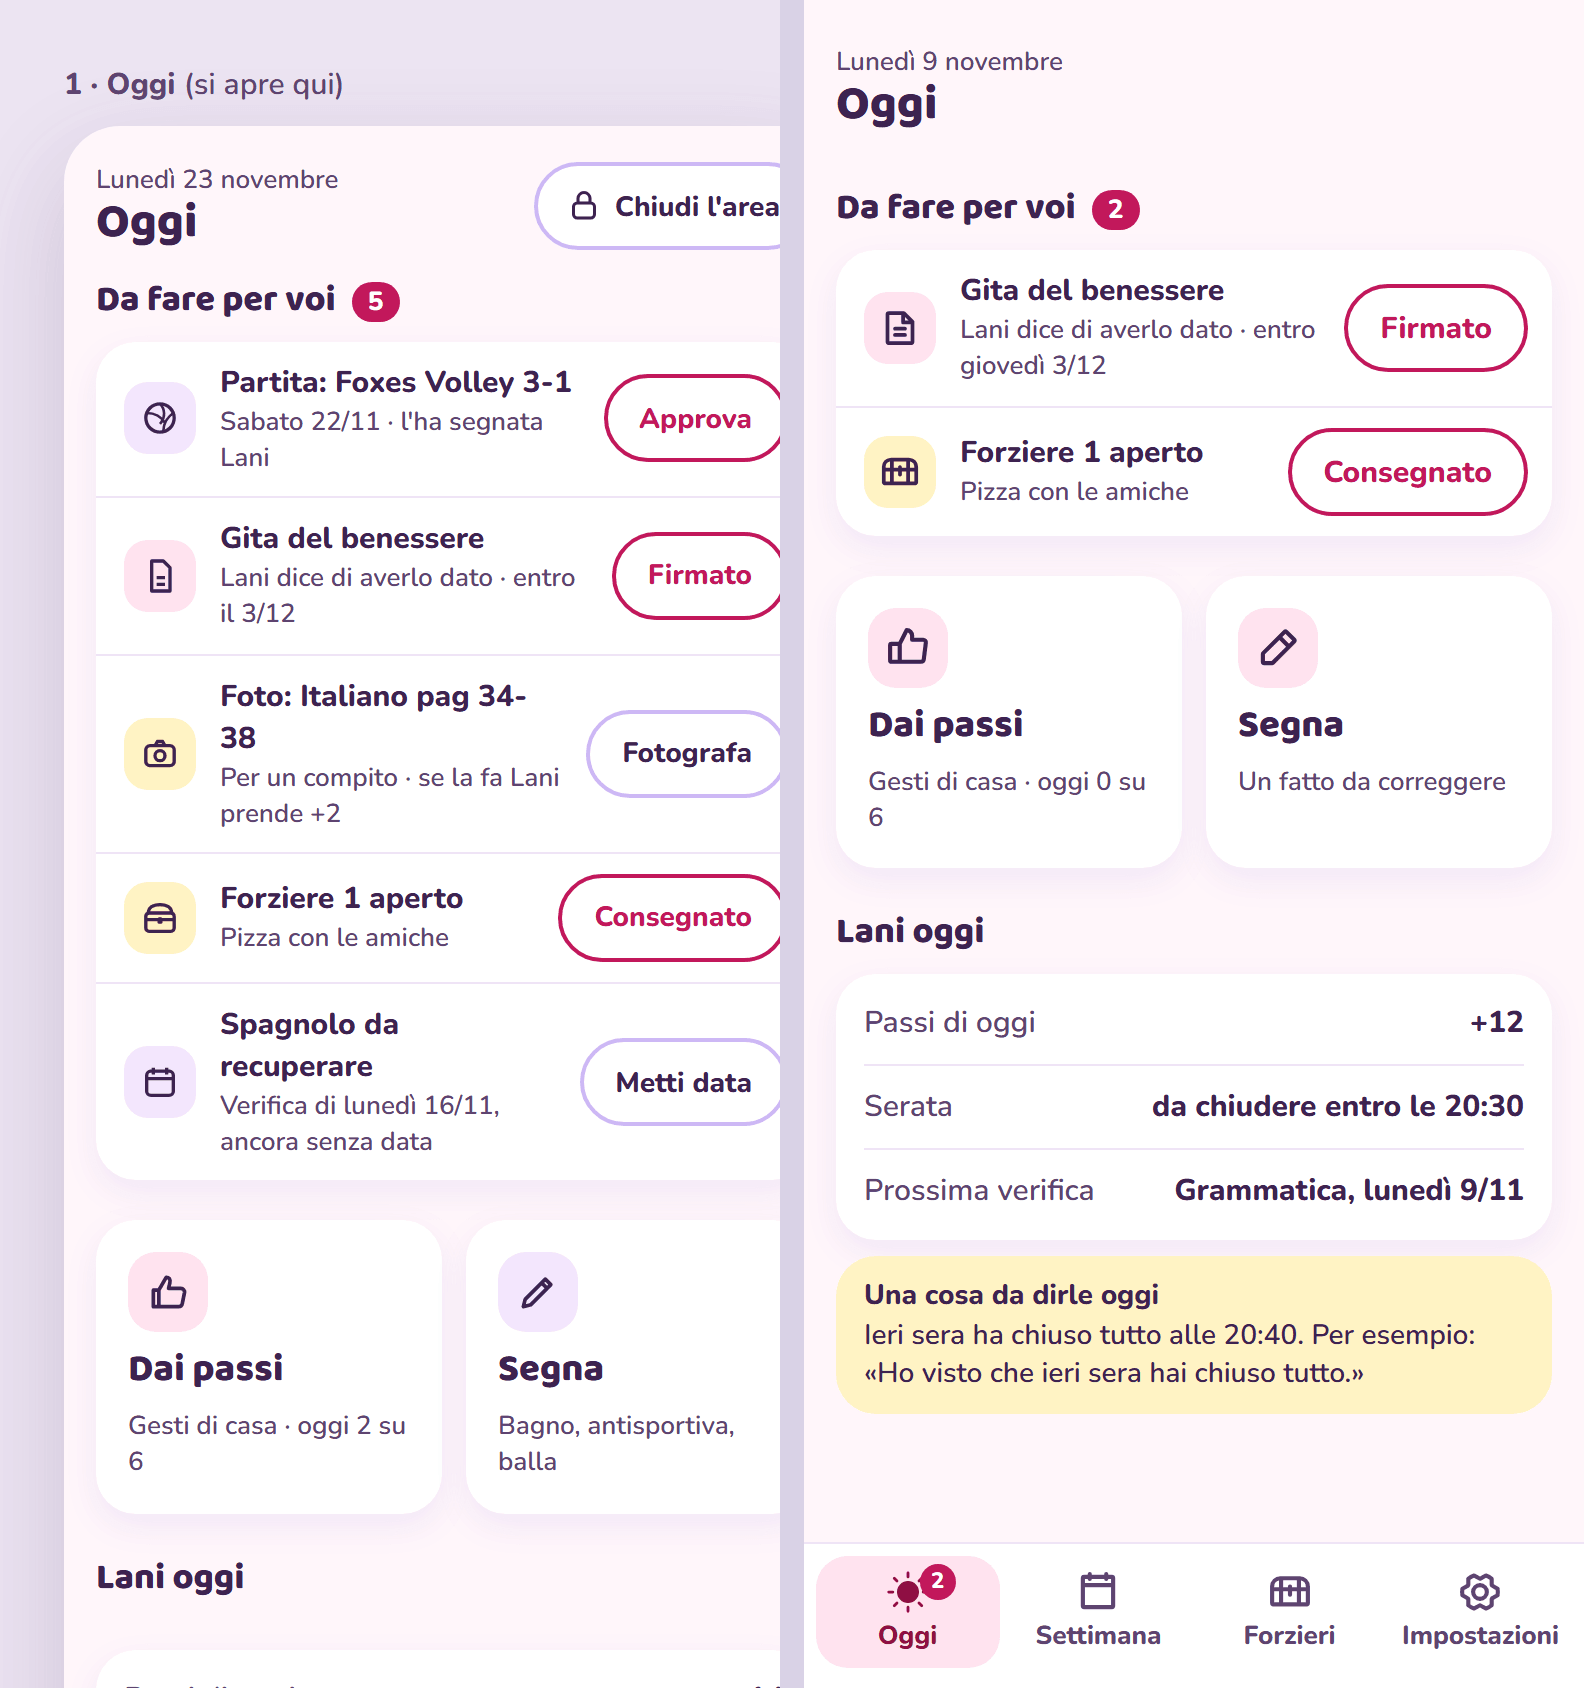 1 · Oggi (si apre qui)
Lunedì 23 novembre
Oggi
Chiudi l'area
Da fare per voi 5
Partita: Foxes Volley 3-1
Sabato 22/11 · l'ha segnata
Lani
Approva
Gita del benessere
Lani dice di averlo dato · entro
il 3/12
Firmato
Foto: Italiano pag 34-
38
Per un compito · se la fa Lani
prende +2
Fotografa
Forziere 1 aperto
Pizza con le amiche
Consegnato
Spagnolo da
recuperare
Verifica di lunedì 16/11,
ancora senza data
Metti data
Dai passi
Gesti di casa · oggi 2 su
6
Segna
Bagno, antisportiva,
balla
Lani oggi
Lunedì 9 novembre
Oggi
Da fare per voi 2
Gita del benessere
Lani dice di averlo dato · entro
giovedì 3/12
Firmato
Forziere 1 aperto
Pizza con le amiche
Consegnato
Dai passi
Gesti di casa · oggi 0 su
6
Segna
Un fatto da correggere
Lani oggi
Passi di oggi +12
Serata da chiudere entro le 20:30
Prossima verifica Grammatica, lunedì 9/11
Una cosa da dirle oggi
Ieri sera ha chiuso tutto alle 20:40. Per esempio:
«Ho visto che ieri sera hai chiuso tutto.»
2
Oggi Settimana Forzieri Impostazioni